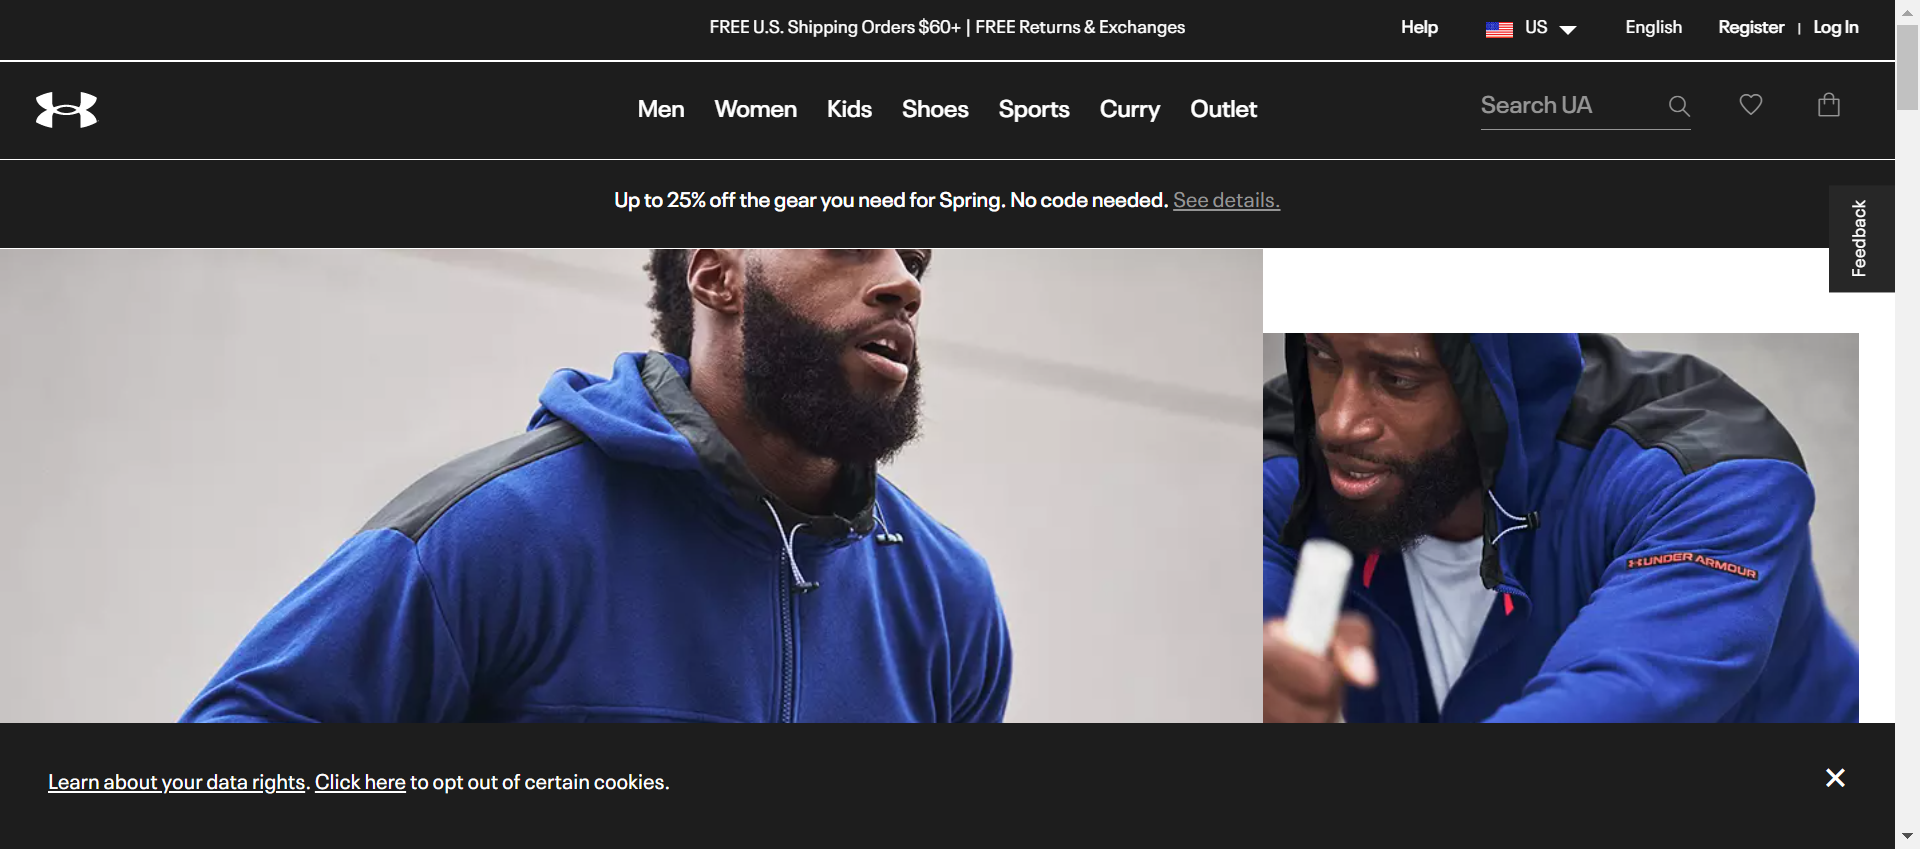 FREE U.S. Shipping Orders $60+ | FREE Returns & Exchanges
Help
US
English
Register | Log In
Men Women Kids Shoes Sports Curry Outlet
Search UA
Up to 25% off the gear you need for Spring. No code needed. See details.
Feedback
UNDER ARMOUR
Learn about your data rights. Click here to opt out of certain cookies.